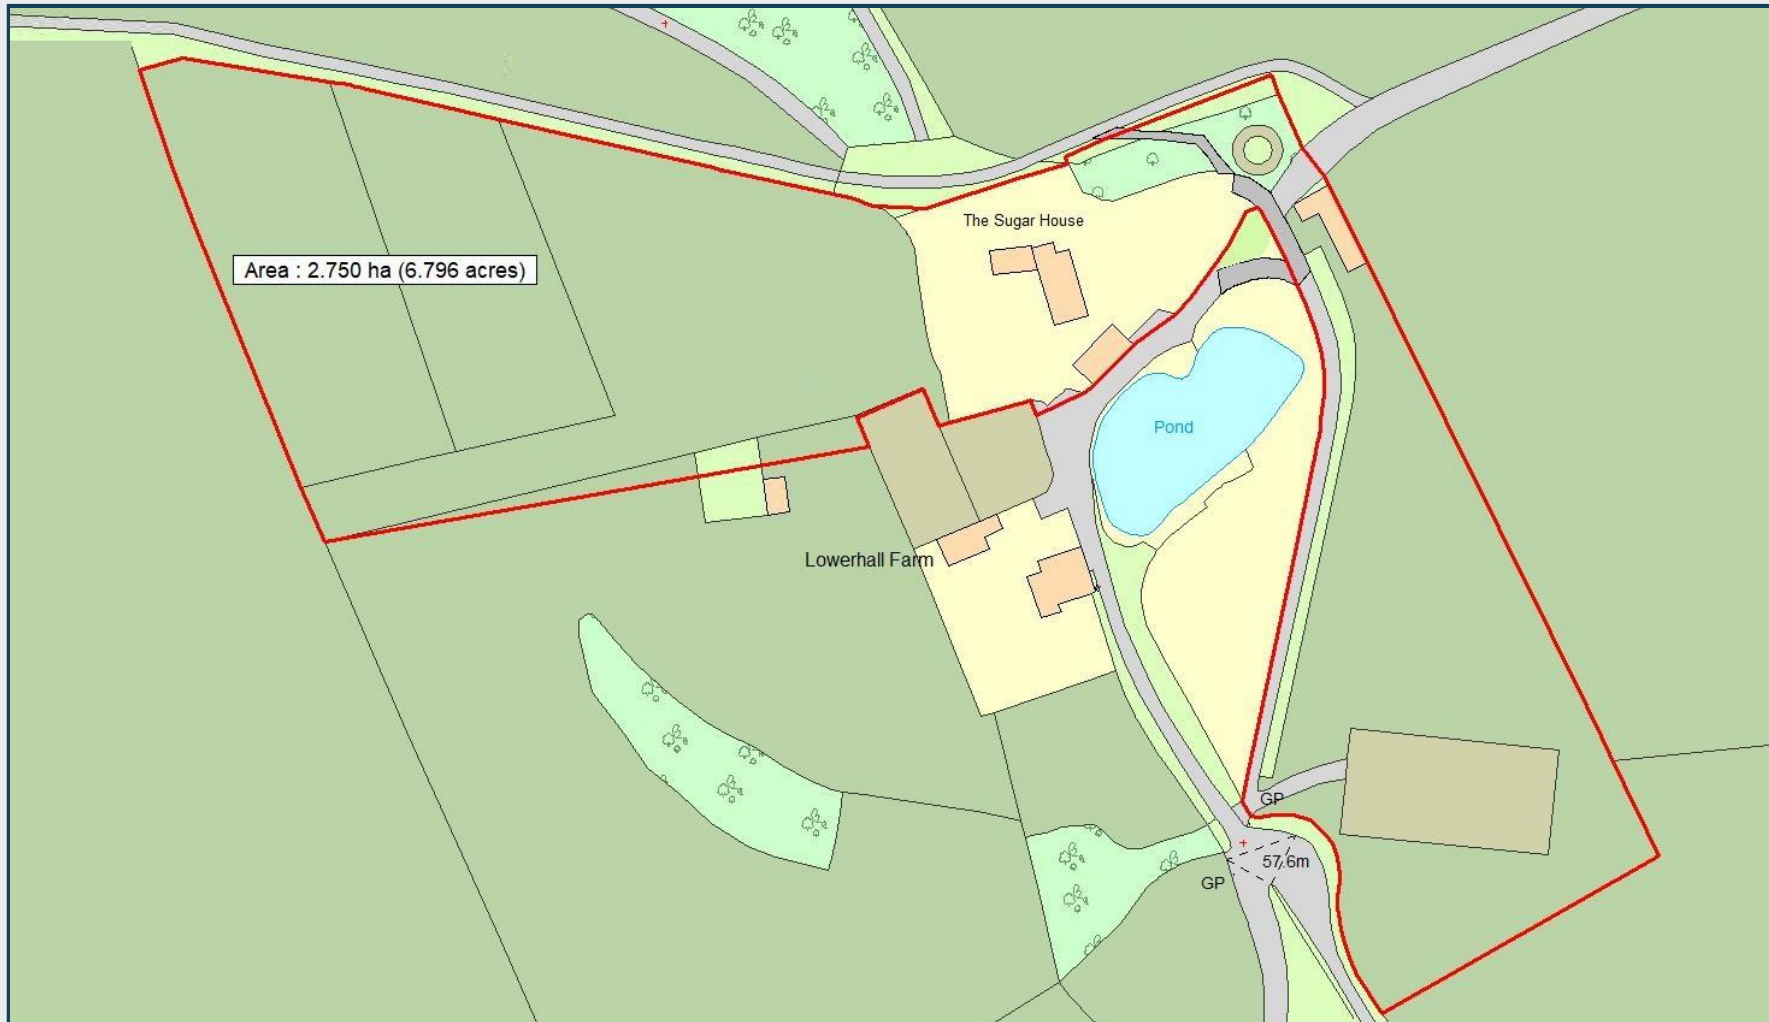 The Sugar House
Area : 2.750 ha (6.796 acres)
Pond
Lowerhall Farm
GP
57.6m
GP